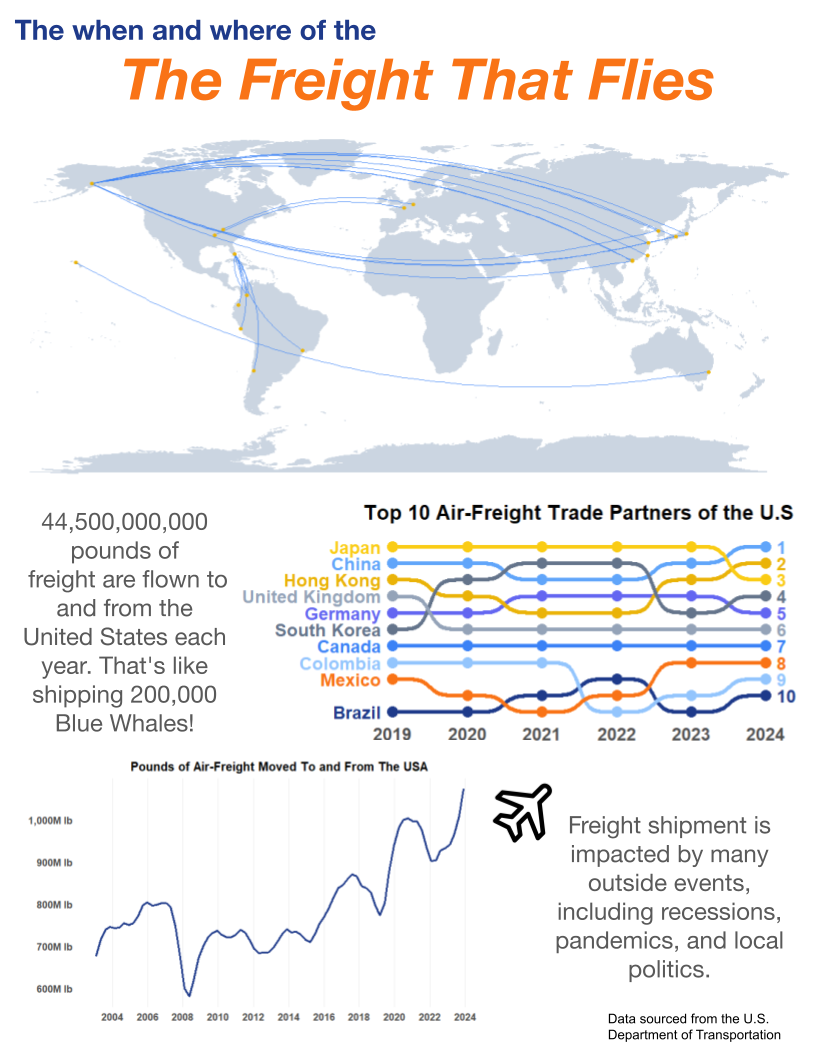 The when and where of the
The Freight That Flies
44,500,000,000
pounds of
freight are flown to
and from the
United States each
year. That's like
shipping 200,000
Blue Whales!
Top 10 Air-Freight Trade Partners of the U.S
Japan 1
China 2
Hong Kong 3
United Kingdom 4
Germany 5
South Korea 6
Canada 7
Colombia 8
Mexico 9
Brazil 10
2019 2020 2021 2022 2023 2024
Pounds of Air-Freight Moved To and From The USA
1,000M lb
900M lb
800M lb
700M lb
600M lb
2004 2006 2008 2010 2012 2014 2016 2018 2020 2022 2024
Freight shipment is
impacted by many
outside events,
including recessions,
pandemics, and local
politics.
Data sourced from the U.S.
Department of Transportation